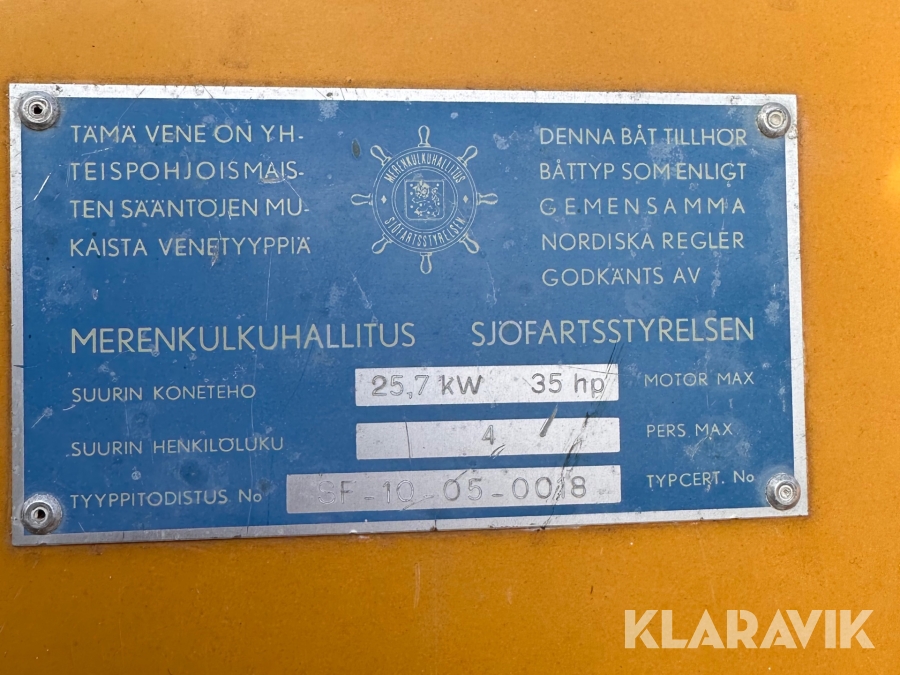 TÄMÄ VENE ON YH-
TEISPOHJOISMAIS-
TEN SÄÄNTÖJEN MU-
KAISTA VENETYYPPIÄ
MERENKULKUHALLITUS
SJÖFARTSSTYRELSEN
DENNA BÅT TILLHÖR
BÅTTYP SOM ENLIGT
GEMENSAMMA
NORDISKA REGLER
GODKÄNTS AV
MERENKULKUHALLITUS SJÖFARTSSTYRELSEN
SUURIN KONETEHO 25,7 kW 35 hp MOTOR MAX
SUURIN HENKILÖLUKU 4 PERS MAX
TYYPPITODISTUS No SF-10-05-0018 TYPCERT. No
KLARAVIK